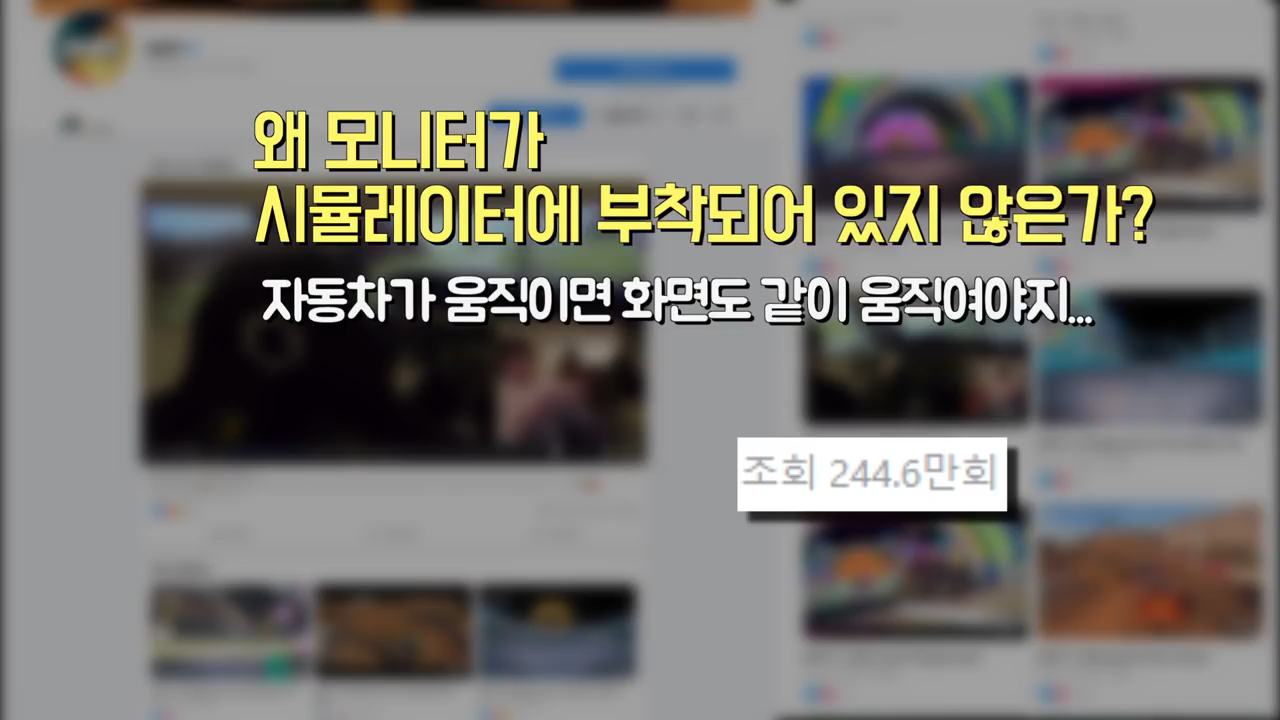 왜 모니터가
시뮬레이터에 부착되어 있지 않은가?
자동차가 움직이면 화면도 같이 움직여야지...
조회 244.6만회